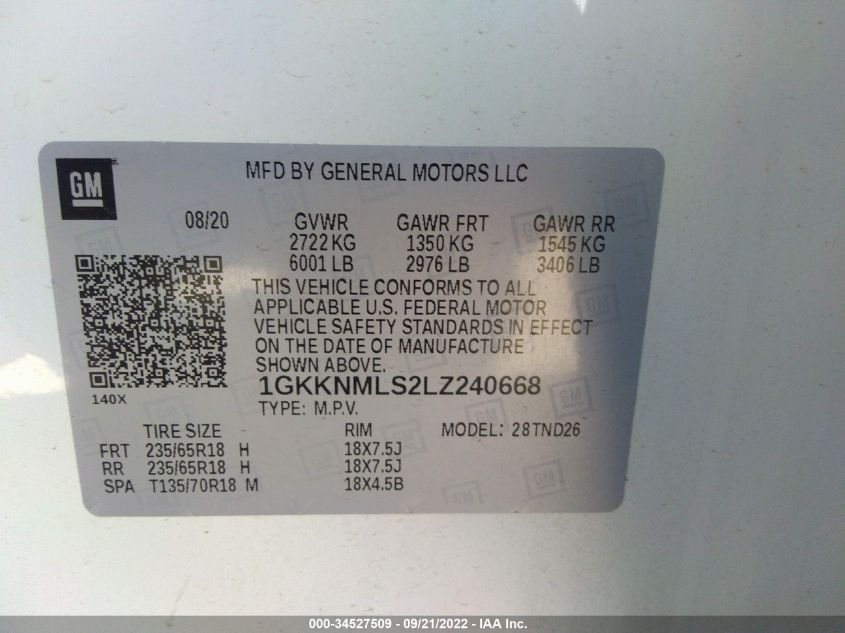 GM
MFD BY GENERAL MOTORS LLC
08/20 GVWR GAWR FRT GAWR RR
2722 KG 1350 KG 1545 KG
6001 LB 2976 LB 3406 LB
THIS VEHICLE CONFORMS TO ALL
APPLICABLE U.S. FEDERAL MOTOR
VEHICLE SAFETY STANDARDS IN EFFECT
ON THE DATE OF MANUFACTURE
SHOWN ABOVE.
1GKKNMLS2LZ240668
140X
TYPE: M.P.V.
TIRE SIZE RIM MODEL: 28TND26
FRT 235/65R18 H 18X7.5J
RR 235/65R18 H 18X7.5J
SPA T135/70R18 M 18X4.5B
000-34527509 - 09/21/2022 - IAA Inc.